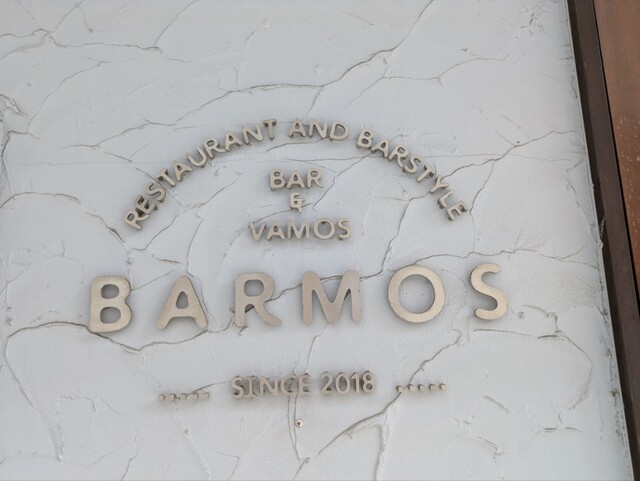 RESTAURANT AND BARSTYLE
BAR
&
VAMOS
BARMOS
..... SINCE 2018 .....